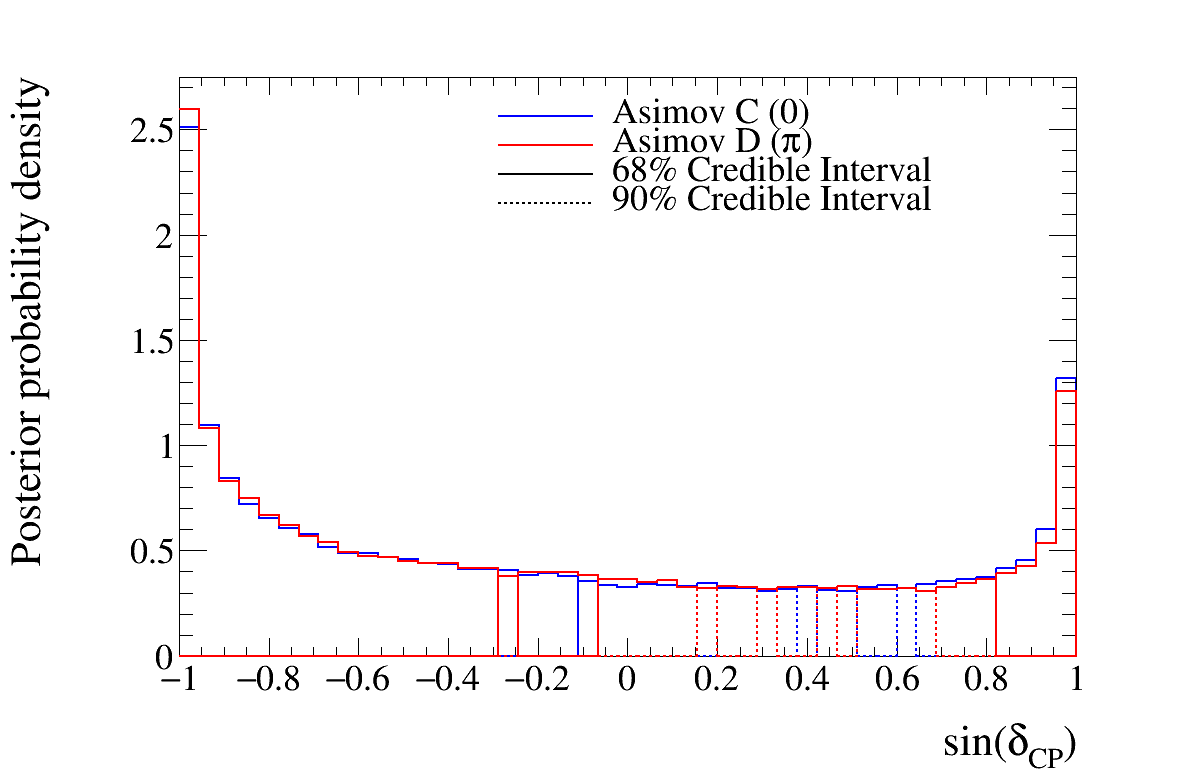 Posterior probability density
2.5
2
1.5
1
0.5
0
Asimov C (0)
Asimov D (π)
68% Credible Interval
90% Credible Interval
−1 −0.8 −0.6 −0.4 −0.2 0 0.2 0.4 0.6 0.8 1
sin(δCP)